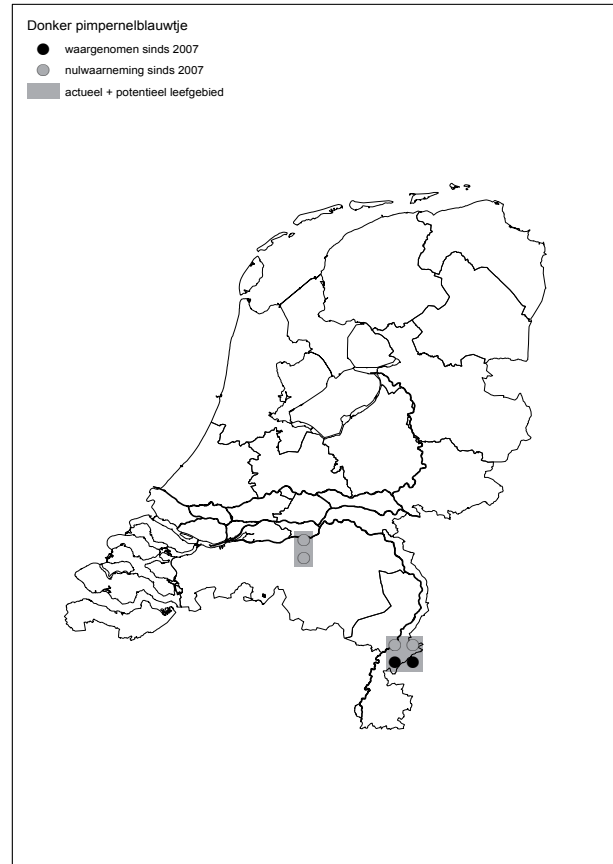 Donker pimpernelblauwtje
waargenomen sinds 2007
nulwaarneming sinds 2007
actueel + potentieel leefgebied